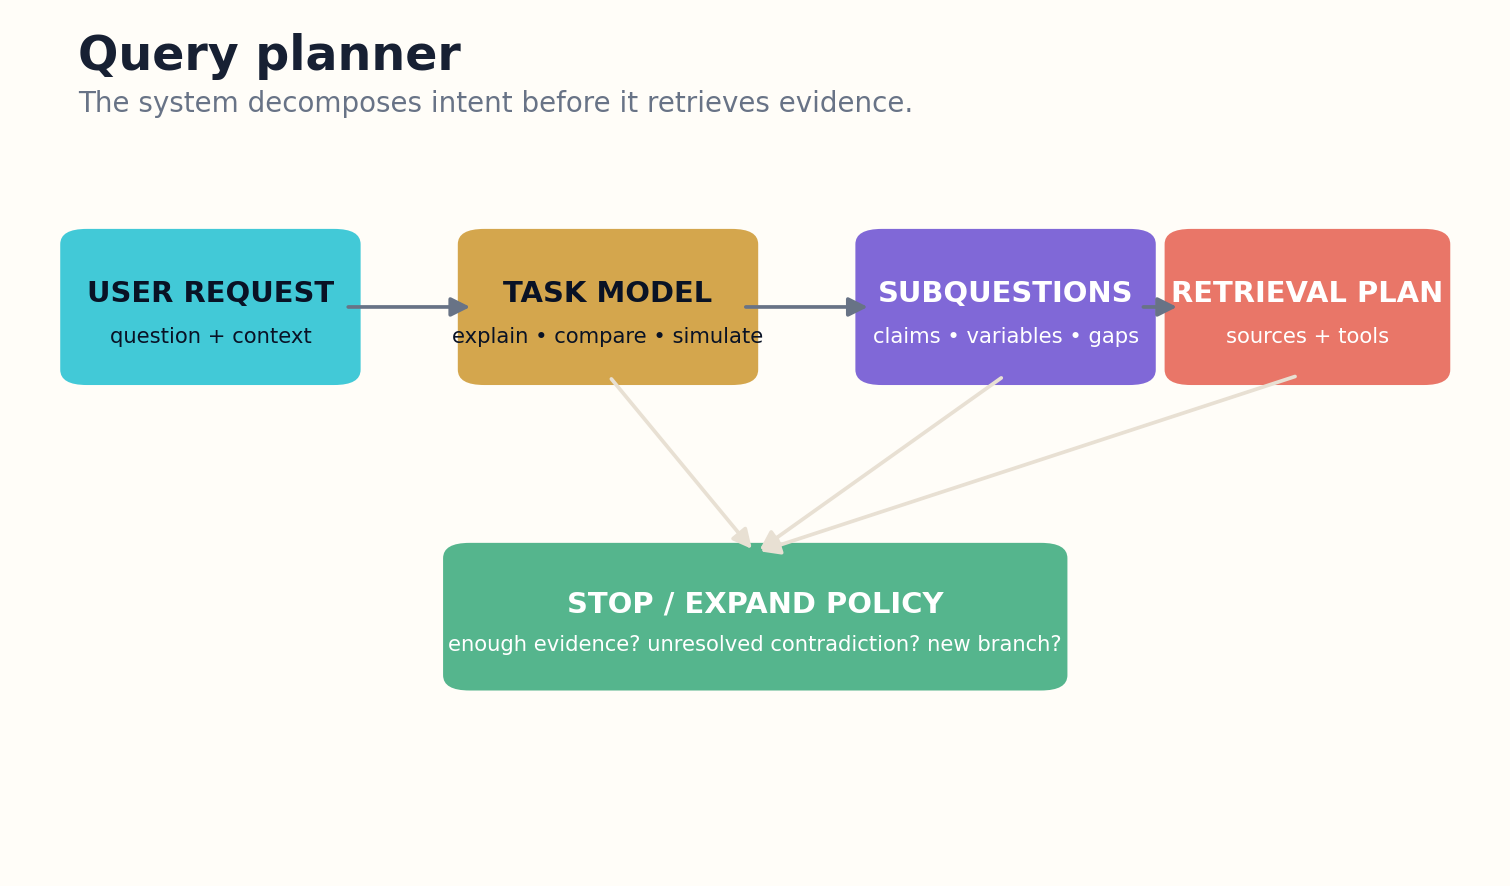 Query planner
The system decomposes intent before it retrieves evidence.
USER REQUEST
question + context
TASK MODEL
explain • compare • simulate
SUBQUESTIONS
claims • variables • gaps
RETRIEVAL PLAN
sources + tools
STOP / EXPAND POLICY
enough evidence? unresolved contradiction? new branch?